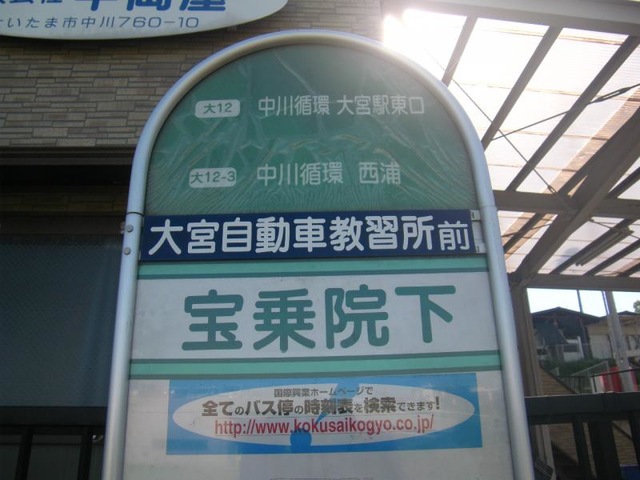 さいたま市中川760-10
大12 中川循環 大宮駅東口
大12-3 中川循環 西浦
大宮自動車教習所前
宝乗院下
国際興業ホームページで
全てのバス停の時刻表を検索できます!
http://www.kokusaikogyo.co.jp/